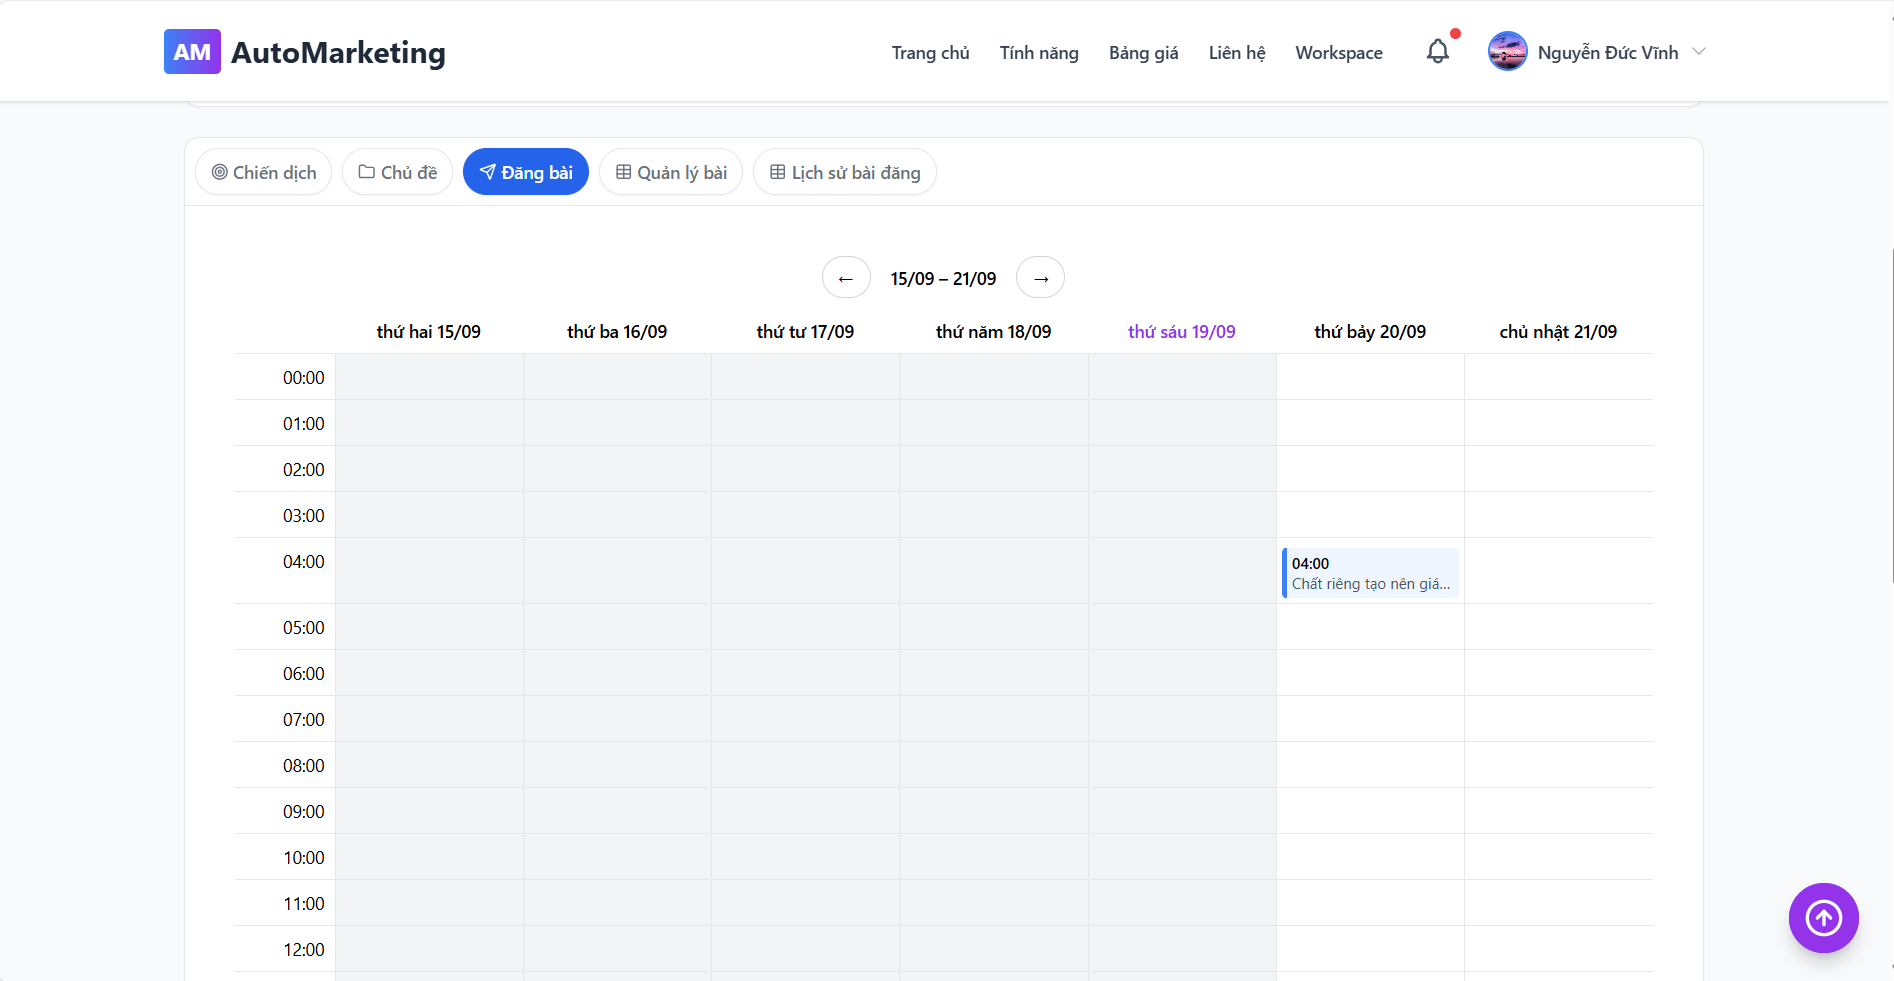 AM AutoMarketing
Trang chủ Tính năng Bảng giá Liên hệ Workspace Nguyễn Đức Vĩnh
Chiến dịch Chủ đề Đăng bài Quản lý bài Lịch sử bài đăng
← 15/09 – 21/09 →
thứ hai 15/09 thứ ba 16/09 thứ tư 17/09 thứ năm 18/09 thứ sáu 19/09 thứ bảy 20/09 chủ nhật 21/09
00:00
01:00
02:00
03:00
04:00
04:00
Chất riêng tạo nên giá...
05:00
06:00
07:00
08:00
09:00
10:00
11:00
12:00